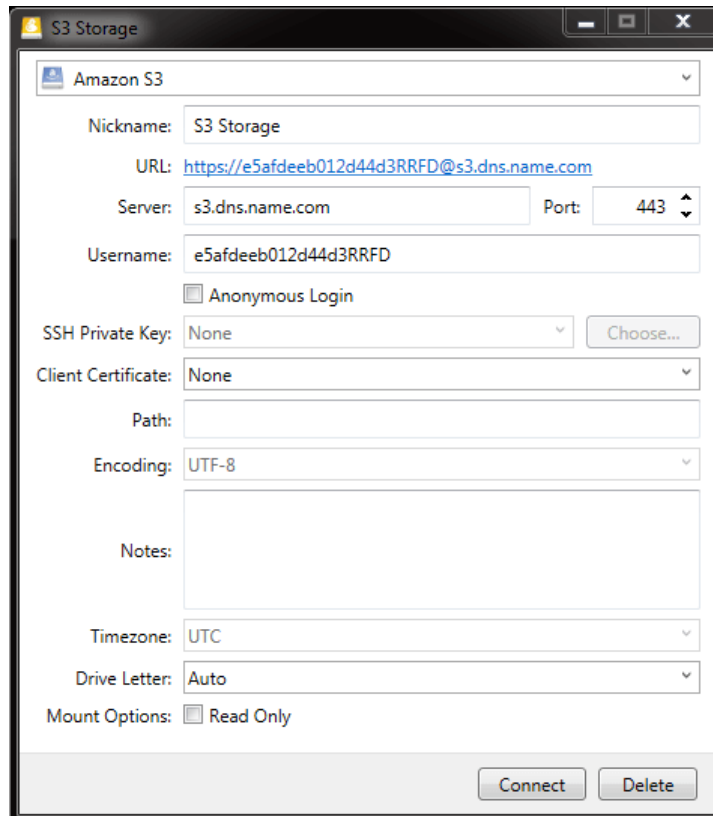 S3 Storage
Amazon S3
Nickname: S3 Storage
URL: https://e5afdeeb012d44d3RRFD@s3.dns.name.com
Server: s3.dns.name.com Port: 443
Username: e5afdeeb012d44d3RRFD
Anonymous Login
SSH Private Key: None Choose...
Client Certificate: None
Path:
Encoding: UTF-8
Notes:
Timezone: UTC
Drive Letter: Auto
Mount Options: Read Only
Connect Delete